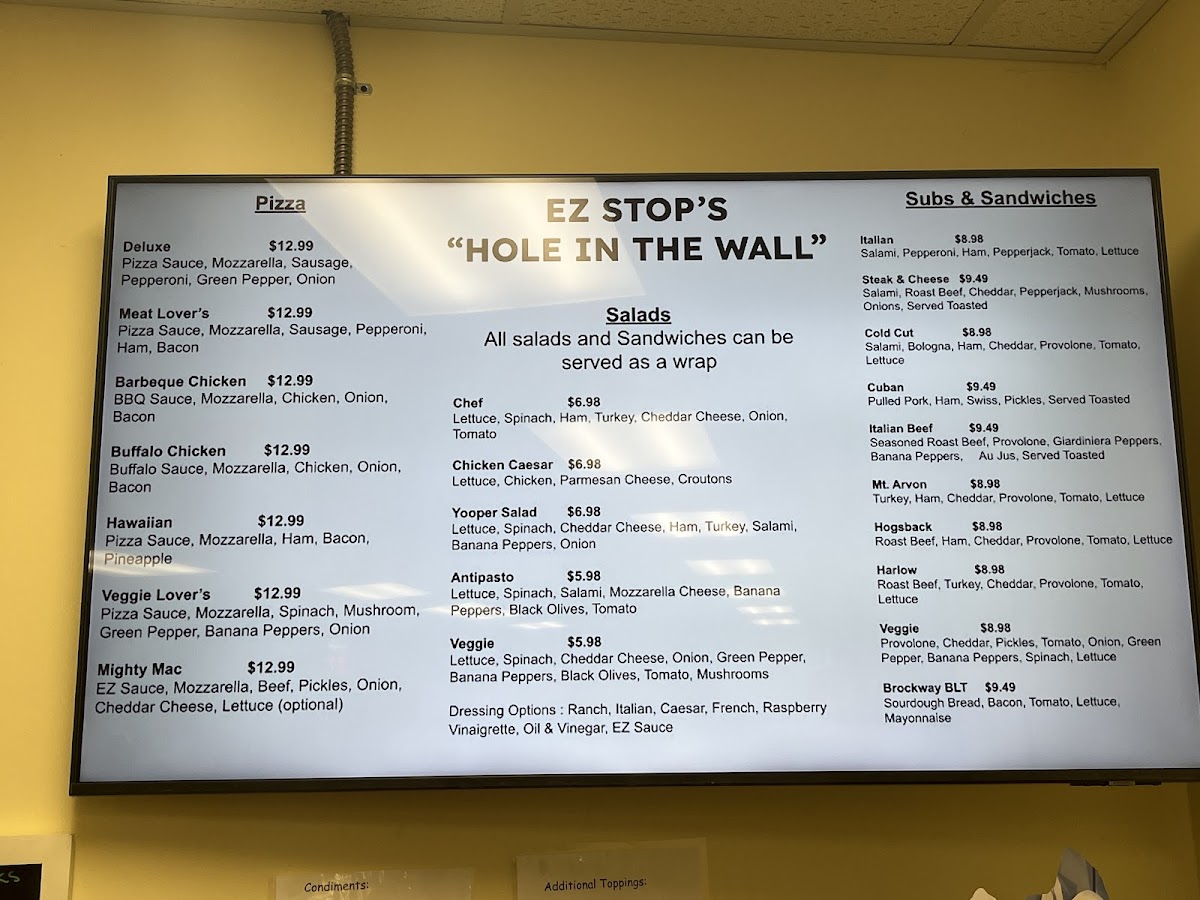 Pizza
Deluxe $12.99
Pizza Sauce, Mozzarella, Sausage,
Pepperoni, Green Pepper, Onion
Meat Lover's $12.99
Pizza Sauce, Mozzarella, Sausage, Pepperoni,
Ham, Bacon
Barbeque Chicken $12.99
BBQ Sauce, Mozzarella, Chicken, Onion,
Bacon
Buffalo Chicken $12.99
Buffalo Sauce, Mozzarella, Chicken, Onion,
Bacon
Hawaiian $12.99
Pizza Sauce, Mozzarella, Ham, Bacon,
Pineapple
Veggie Lover's $12.99
Pizza Sauce, Mozzarella, Spinach, Mushroom,
Green Pepper, Banana Peppers, Onion
Mighty Mac $12.99
EZ Sauce, Mozzarella, Beef, Pickles, Onion,
Cheddar Cheese, Lettuce (optional)
EZ STOP'S
"HOLE IN THE WALL"
Salads
All salads and Sandwiches can be
served as a wrap
Chef $6.98
Lettuce, Spinach, Ham, Turkey, Cheddar Cheese, Onion,
Tomato
Chicken Caesar $6.98
Lettuce, Chicken, Parmesan Cheese, Croutons
Yooper Salad $6.98
Lettuce, Spinach, Cheddar Cheese, Ham, Turkey, Salami,
Banana Peppers, Onion
Antipasto $5.98
Lettuce, Spinach, Salami, Mozzarella Cheese, Banana
Peppers, Black Olives, Tomato
Veggie $5.98
Lettuce, Spinach, Cheddar Cheese, Onion, Green Pepper,
Banana Peppers, Black Olives, Tomato, Mushrooms
Dressing Options : Ranch, Italian, Caesar, French, Raspberry
Vinaigrette, Oil & Vinegar, EZ Sauce
Subs & Sandwiches
Italian $8.98
Salami, Pepperoni, Ham, Pepperjack, Tomato, Lettuce
Steak & Cheese $9.49
Salami, Roast Beef, Cheddar, Pepperjack, Mushrooms,
Onions, Served Toasted
Cold Cut $8.98
Salami, Bologna, Ham, Cheddar, Provolone, Tomato,
Lettuce
Cuban $9.49
Pulled Pork, Ham, Swiss, Pickles, Served Toasted
Italian Beef $9.49
Seasoned Roast Beef, Provolone, Giardiniera Peppers,
Banana Peppers, Au Jus, Served Toasted
Mt. Arvon $8.98
Turkey, Ham, Cheddar, Provolone, Tomato, Lettuce
Hogsback $8.98
Roast Beef, Ham, Cheddar, Provolone, Tomato, Lettuce
Harlow $8.98
Roast Beef, Turkey, Cheddar, Provolone, Tomato,
Lettuce
Veggie $8.98
Provolone, Cheddar, Pickles, Tomato, Onion, Green
Pepper, Banana Peppers, Spinach, Lettuce
Brockway BLT $9.49
Sourdough Bread, Bacon, Tomato, Lettuce,
Mayonnaise
Condiments:
Additional Toppings: